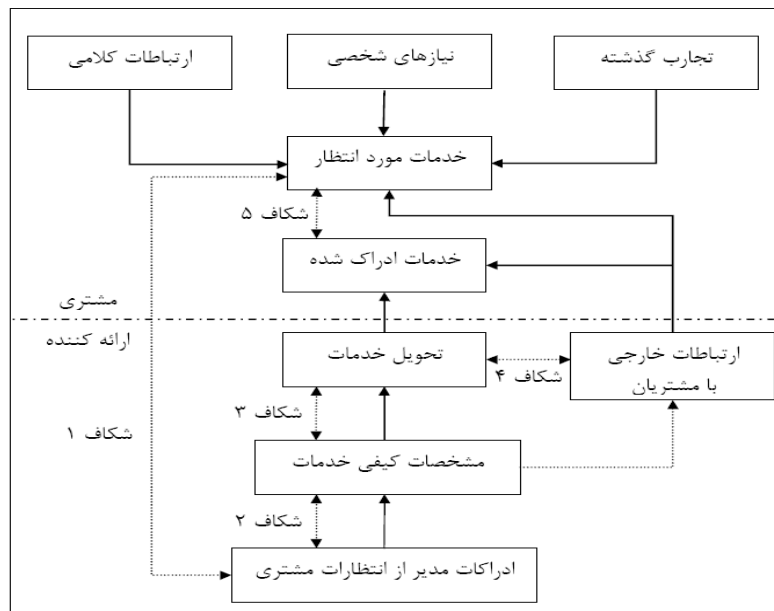 تجارب گذشته
نیازهای شخصی
ارتباطات کلامی
خدمات مورد انتظار
شکاف ۵
خدمات ادراک شده
مشتری
ارائه کننده
تحویل خدمات
ارتباطات خارجی
با مشتریان
شکاف ۴
شکاف ۳
شکاف ۱
مشخصات کیفی خدمات
شکاف ۲
ادراکات مدیر از انتظارات مشتری